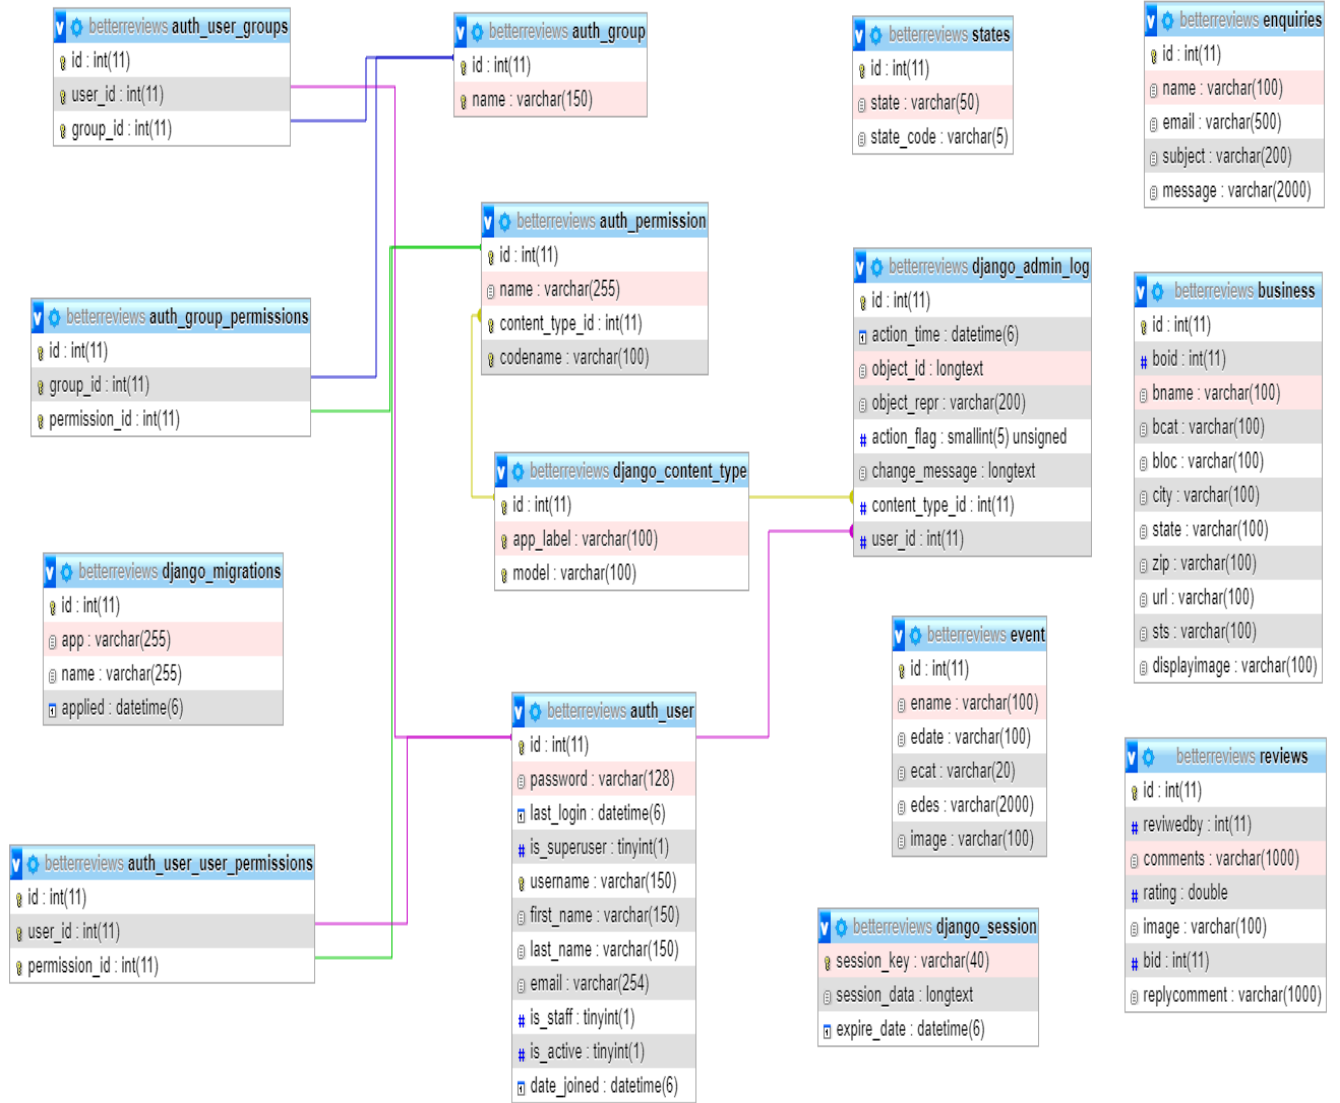 betterreviews auth_user_groups
id : int(11)
user_id : int(11)
group_id : int(11)
betterreviews auth_group
id : int(11)
name : varchar(150)
betterreviews states
id : int(11)
state : varchar(50)
state_code : varchar(5)
betterreviews enquiries
id : int(11)
name : varchar(100)
email : varchar(500)
subject : varchar(200)
message : varchar(2000)
betterreviews auth_permission
id : int(11)
name : varchar(255)
content_type_id : int(11)
codename : varchar(100)
betterreviews auth_group_permissions
id : int(11)
group_id : int(11)
permission_id : int(11)
betterreviews django_admin_log
id : int(11)
action_time : datetime(6)
object_id : longtext
object_repr : varchar(200)
action_flag : smallint(5) unsigned
change_message : longtext
content_type_id : int(11)
user_id : int(11)
betterreviews business
id : int(11)
boid : int(11)
bname : varchar(100)
bcat : varchar(100)
bloc : varchar(100)
city : varchar(100)
state : varchar(100)
zip : varchar(100)
url : varchar(100)
sts : varchar(100)
displayimage : varchar(100)
betterreviews django_content_type
id : int(11)
app_label : varchar(100)
model : varchar(100)
betterreviews django_migrations
id : int(11)
app : varchar(255)
name : varchar(255)
applied : datetime(6)
betterreviews event
id : int(11)
ename : varchar(100)
edate : varchar(100)
ecat : varchar(20)
edes : varchar(2000)
image : varchar(100)
betterreviews auth_user
id : int(11)
password : varchar(128)
last_login : datetime(6)
is_superuser : tinyint(1)
username : varchar(150)
first_name : varchar(150)
last_name : varchar(150)
email : varchar(254)
is_staff : tinyint(1)
is_active : tinyint(1)
date_joined : datetime(6)
betterreviews reviews
id : int(11)
reviwedby : int(11)
comments : varchar(1000)
rating : double
image : varchar(100)
bid : int(11)
replycomment : varchar(1000)
betterreviews auth_user_user_permissions
id : int(11)
user_id : int(11)
permission_id : int(11)
betterreviews django_session
session_key : varchar(40)
session_data : longtext
expire_date : datetime(6)